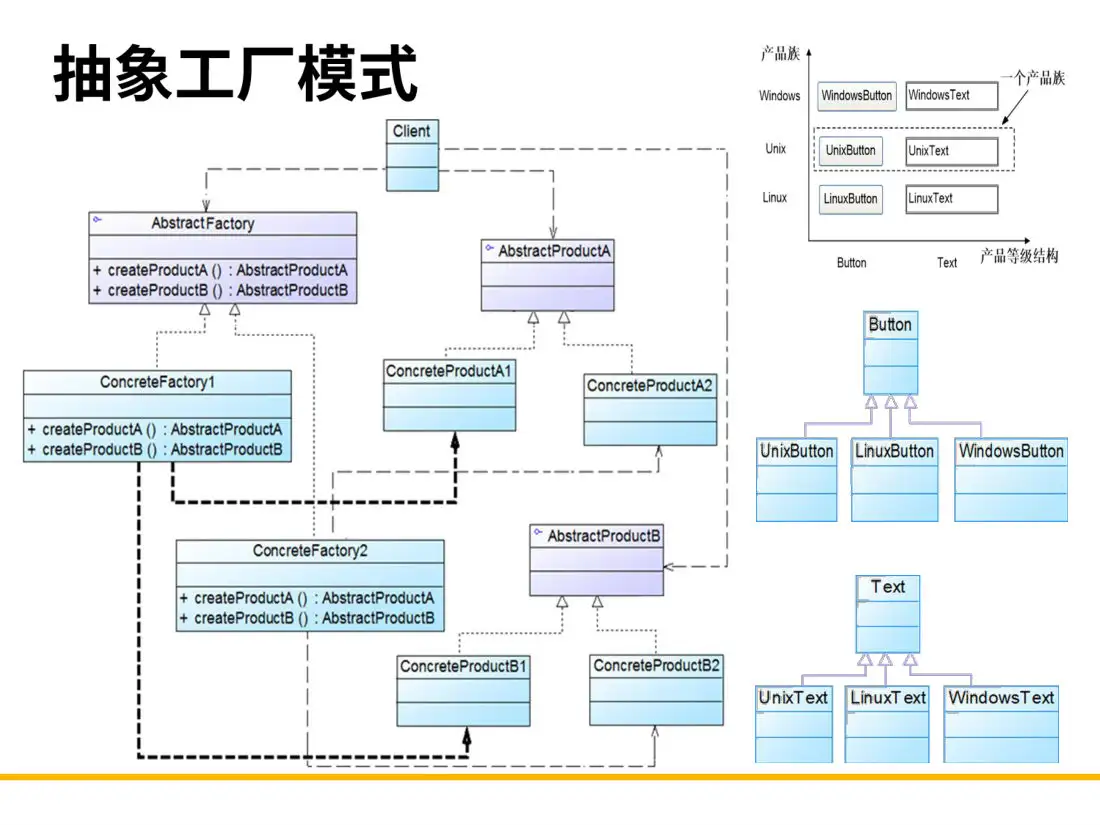 抽象工厂模式
Client
AbstractFactory
+ createProductA () : AbstractProductA
+ createProductB () : AbstractProductB
AbstractProductA
ConcreteFactory1
+ createProductA () : AbstractProductA
+ createProductB () : AbstractProductB
ConcreteProductA1
ConcreteProductA2
ConcreteFactory2
+ createProductA () : AbstractProductA
+ createProductB () : AbstractProductB
AbstractProductB
ConcreteProductB1
ConcreteProductB2
产品族
一个产品族
Windows
WindowsButton
WindowsText
Unix
UnixButton
UnixText
Linux
LinuxButton
LinuxText
产品等级结构
Button
Text
Button
UnixButton
LinuxButton
WindowsButton
Text
UnixText
LinuxText
WindowsText